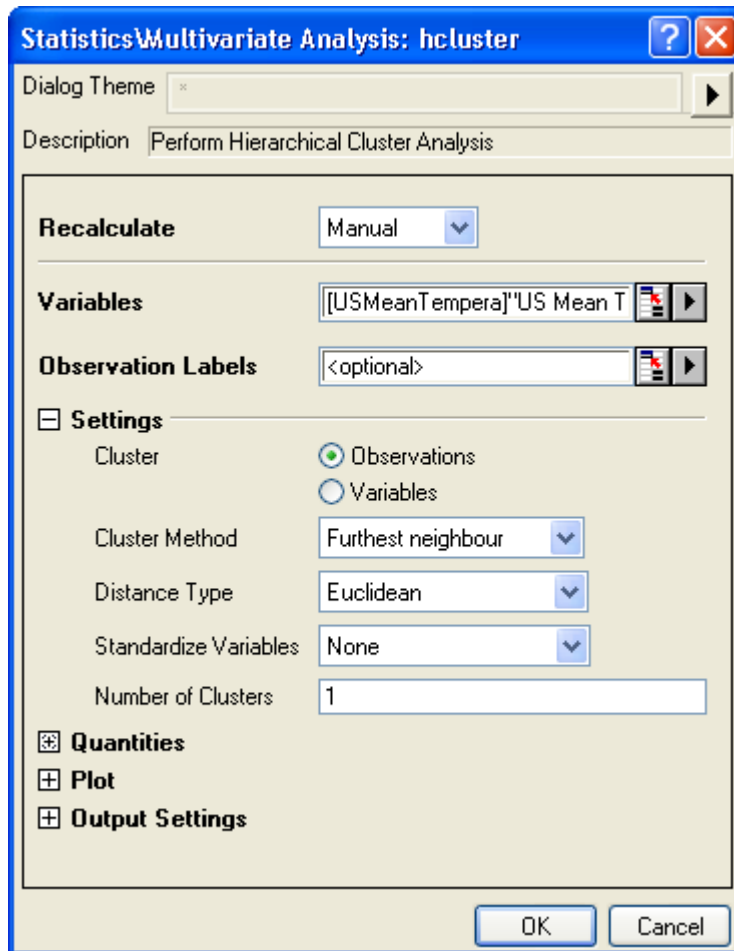 Statistics\Multivariate Analysis: hcluster
Dialog Theme *
Description Perform Hierarchical Cluster Analysis
Recalculate Manual
Variables [USMeanTempera]"US Mean T
Observation Labels <optional>
Settings
Cluster Observations
Variables
Cluster Method Furthest neighbour
Distance Type Euclidean
Standardize Variables None
Number of Clusters 1
Quantities
Plot
Output Settings
OK Cancel